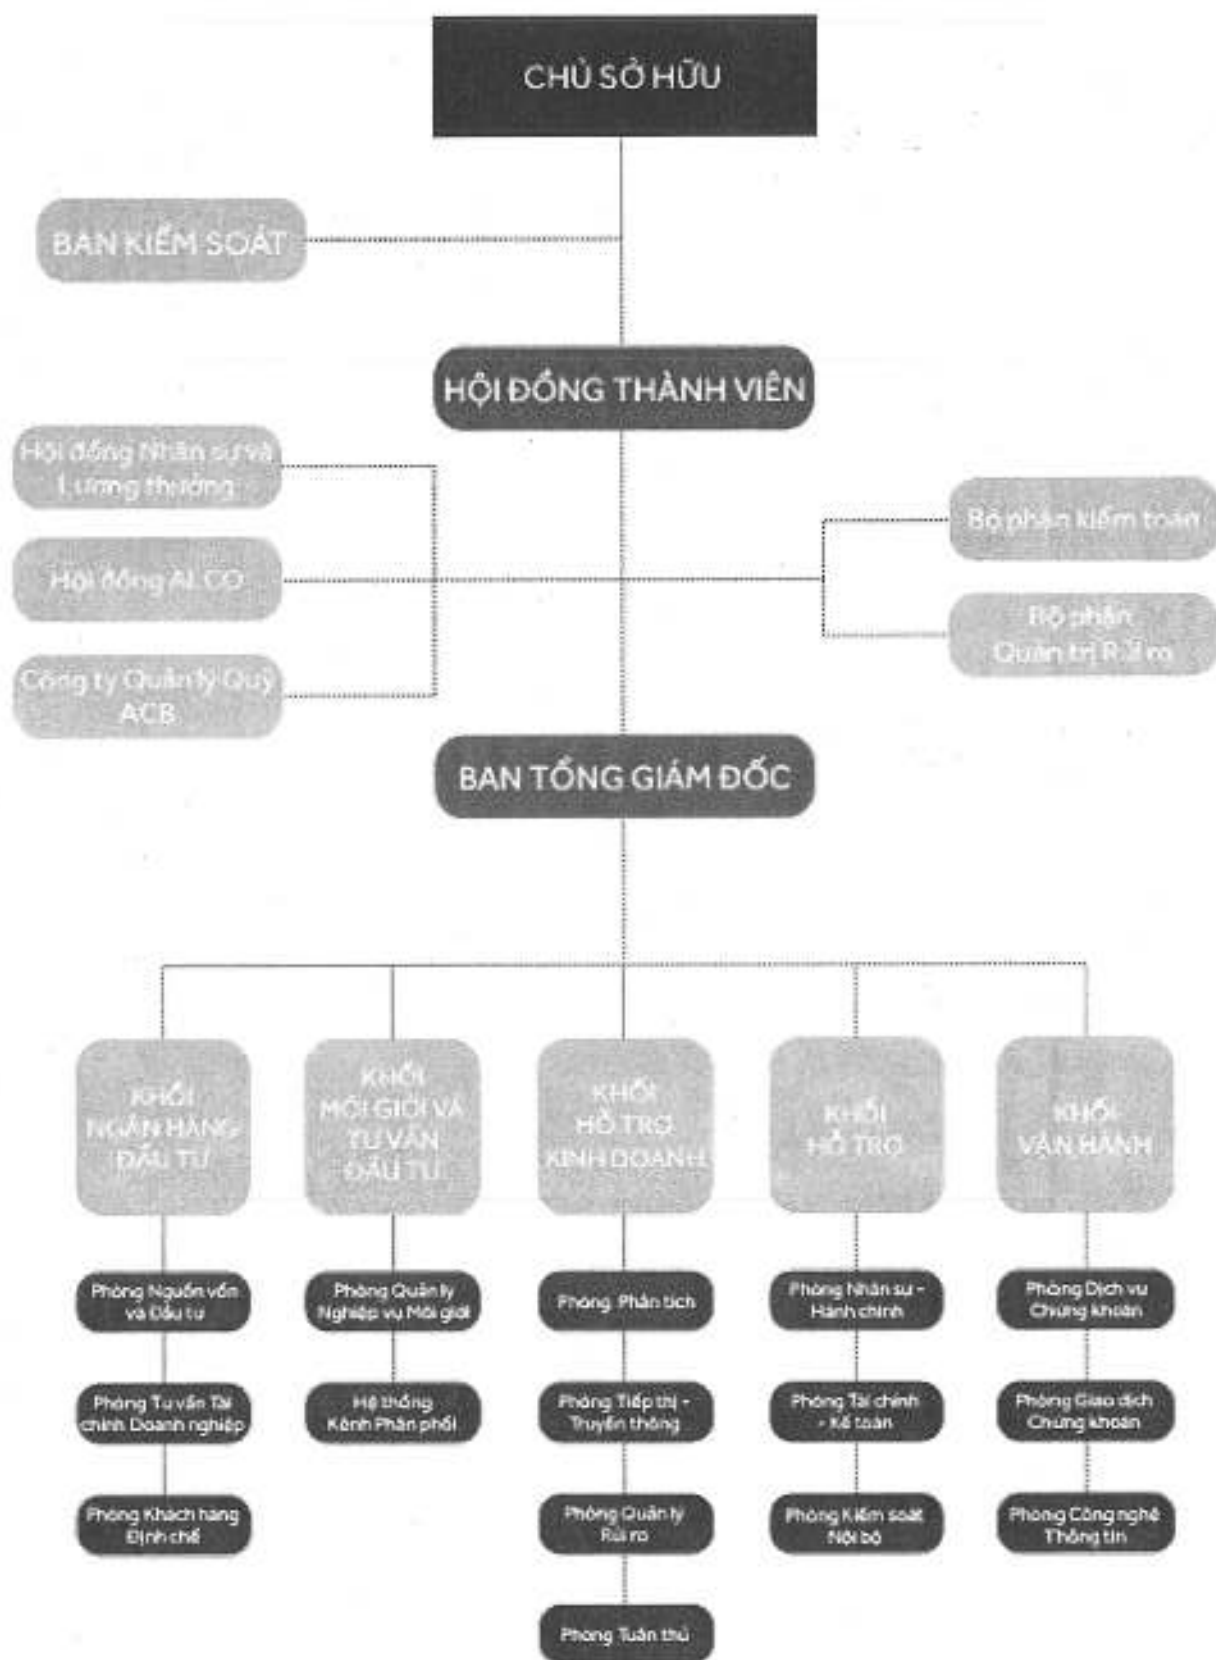 CHỦ SỞ HỮU
BAN KIỂM SOÁT
HỘI ĐỒNG THÀNH VIÊN
Hội đồng Nhân sự và
Lương thưởng
Hội đồng ALCO
Công ty Quản lý Quỹ
ACB
Bộ phận kiểm toán
Bộ phận
Quản trị Rủi ro
BAN TỔNG GIÁM ĐỐC
KHỐI
NGÂN HÀNG
ĐẦU TƯ
KHỐI
MÔI GIỚI VÀ
TƯ VẤN
ĐẦU TƯ
KHỐI
HỖ TRỢ
KINH DOANH
KHỐI
HỖ TRỢ
KHỐI
VẬN HÀNH
Phòng Nguồn vốn
và Đầu tư
Phòng Tư vấn Tài
chính Doanh nghiệp
Phòng Khách hàng
Định chế
Phòng Quản lý
Nghiệp vụ Môi giới
Hệ thống
Kênh Phân phối
Phòng Phân tích
Phòng Tiếp thị -
Truyền thông
Phòng Quản lý
Rủi ro
Phòng Tuân thủ
Phòng Nhân sự -
Hành chính
Phòng Tài chính
- Kế toán
Phòng Kiểm soát
Nội bộ
Phòng Dịch vụ
Chứng khoán
Phòng Giao dịch
Chứng khoán
Phòng Công nghệ
Thông tin